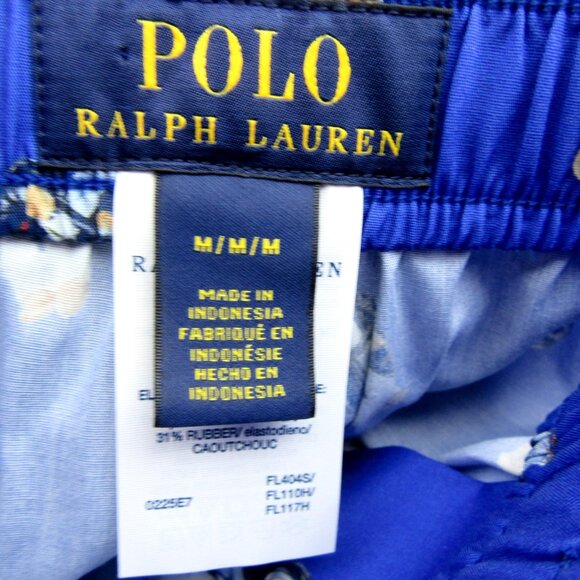 POLO
RALPH LAUREN
M/M/M
MADE IN
INDONESIA
FABRIQUÉ EN
INDONÉSIE
HECHO EN
INDONESIA
31% RUBBER/ elastodieno/
CAOUTCHOUC
FL404S/
0225E7 FL110H/
FL117H